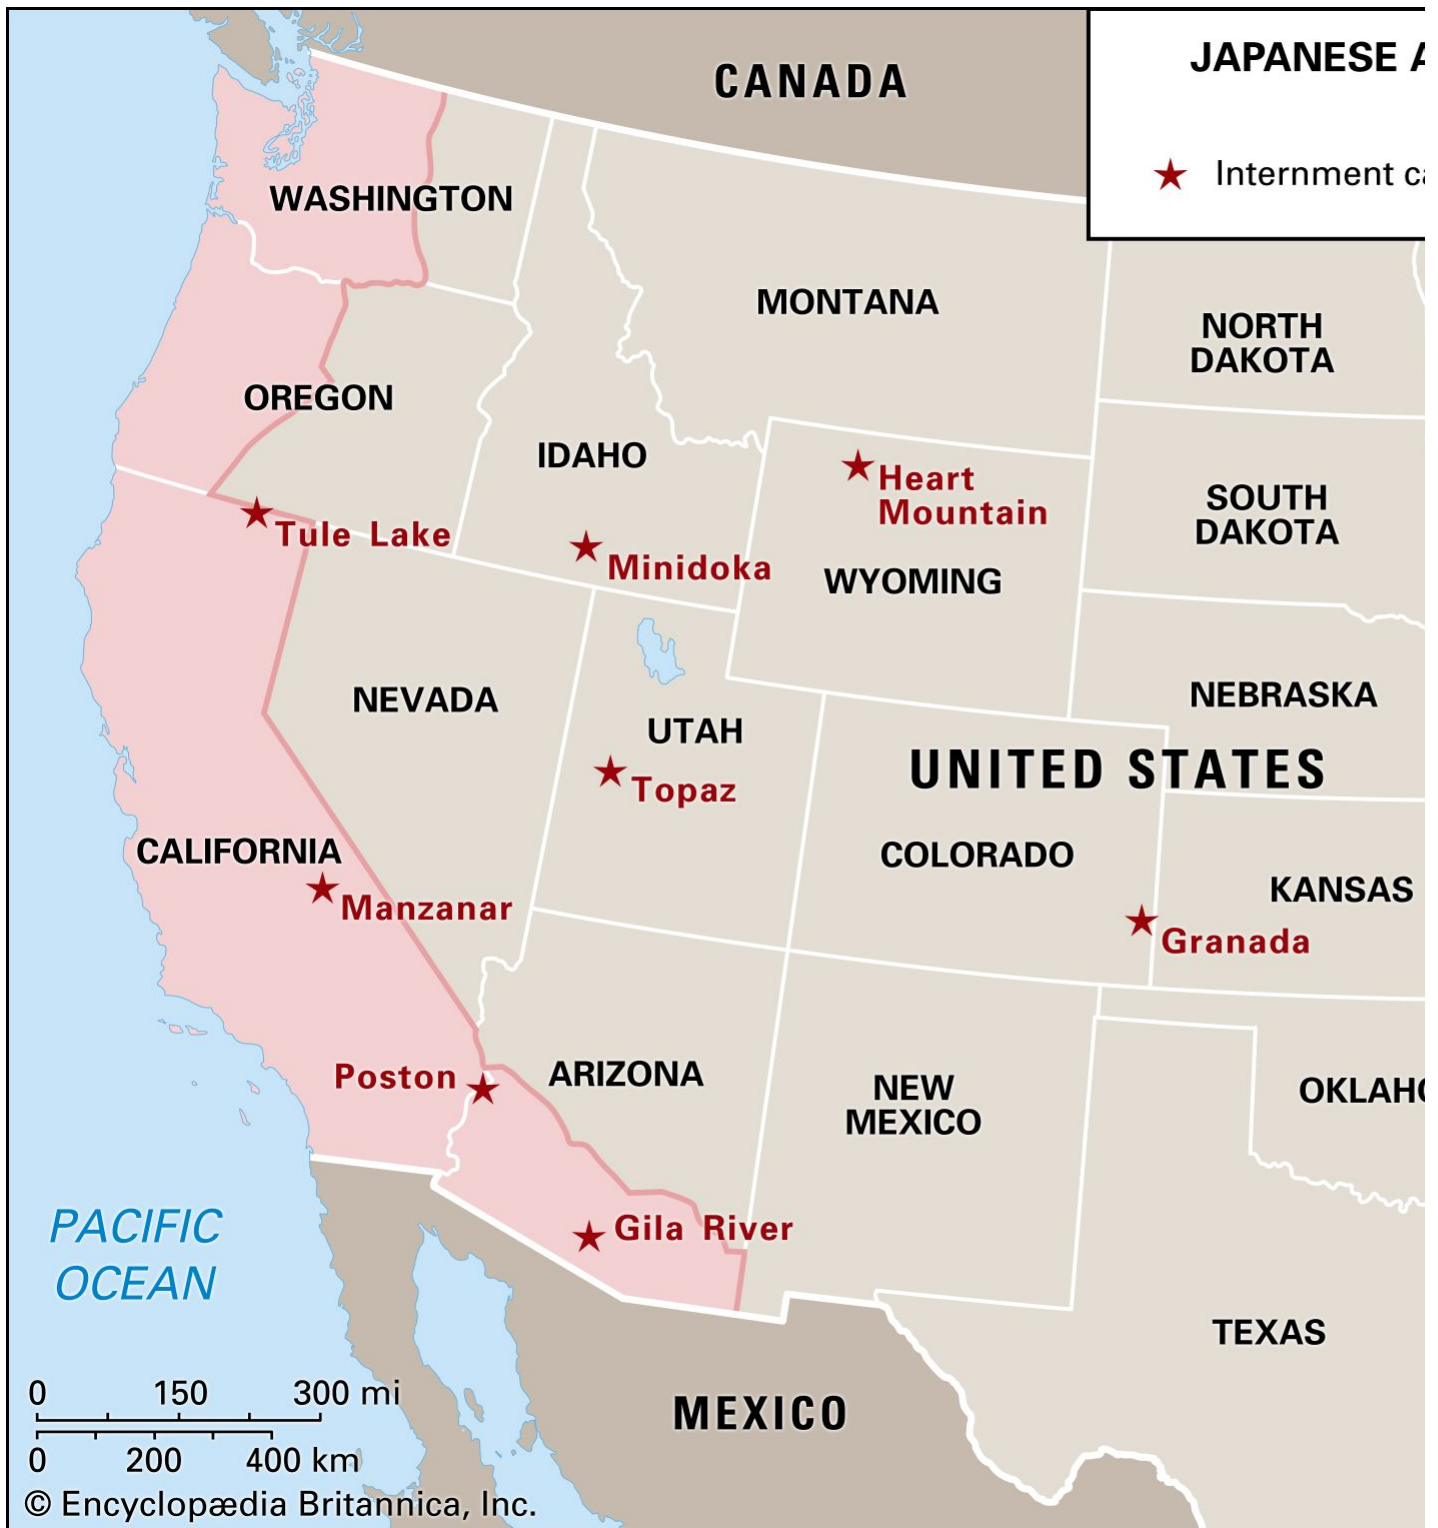 CANADA
JAPANESE A
Internment ca
WASHINGTON
MONTANA
NORTH
DAKOTA
OREGON
IDAHO
Heart
Mountain
SOUTH
DAKOTA
Tule Lake
Minidoka
WYOMING
NEVADA
UTAH
NEBRASKA
UNITED STATES
Topaz
CALIFORNIA
COLORADO
KANSAS
Manzanar
Granada
Poston
ARIZONA
NEW
MEXICO
OKLAHO
PACIFIC
OCEAN
Gila River
TEXAS
0 150 300 mi
MEXICO
0 200 400 km
© Encyclopædia Britannica, Inc.